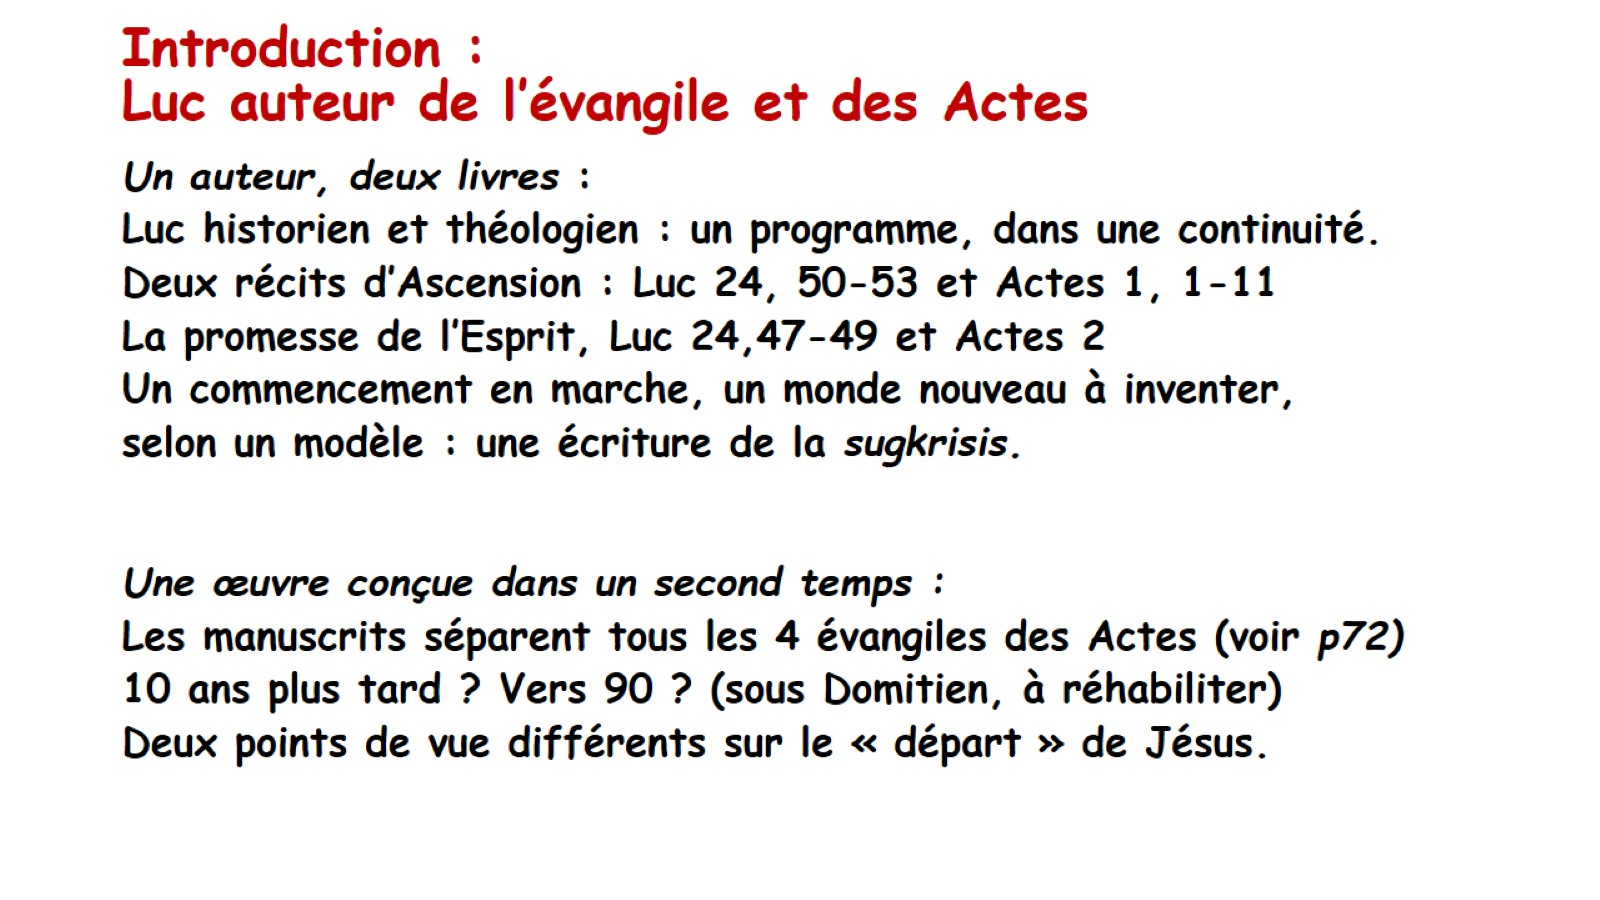 Introduction :
Luc auteur de l'évangile et des Actes
Un auteur, deux livres :
Luc historien et théologien : un programme, dans une continuité.
Deux récits d'Ascension : Luc 24, 50-53 et Actes 1, 1-11
La promesse de l'Esprit, Luc 24,47-49 et Actes 2
Un commencement en marche, un monde nouveau à inventer,
selon un modèle : une écriture de la sugkrisis.
Une œuvre conçue dans un second temps :
Les manuscrits séparent tous les 4 évangiles des Actes (voir p72)
10 ans plus tard ? Vers 90 ? (sous Domitien, à réhabiliter)
Deux points de vue différents sur le « départ » de Jésus.